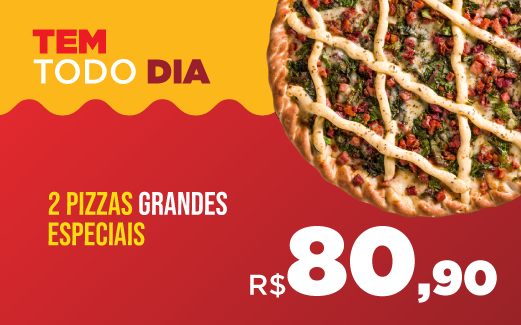 TEM
TODO DIA
2 PIZZAS GRANDES
ESPECIAIS
R$80,90